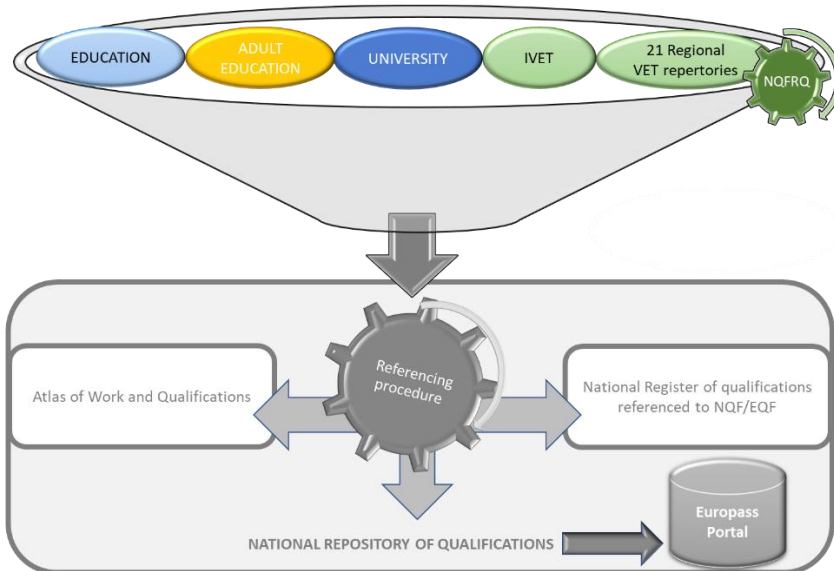 EDUCATION
ADULT
EDUCATION
UNIVERSITY
IVET
21 Regional
VET repertories
NQFRQ
Referencing
procedure
Atlas of Work and Qualifications
National Register of qualifications
referenced to NQF/EQF
NATIONAL REPOSITORY OF QUALIFICATIONS
Europass
Portal